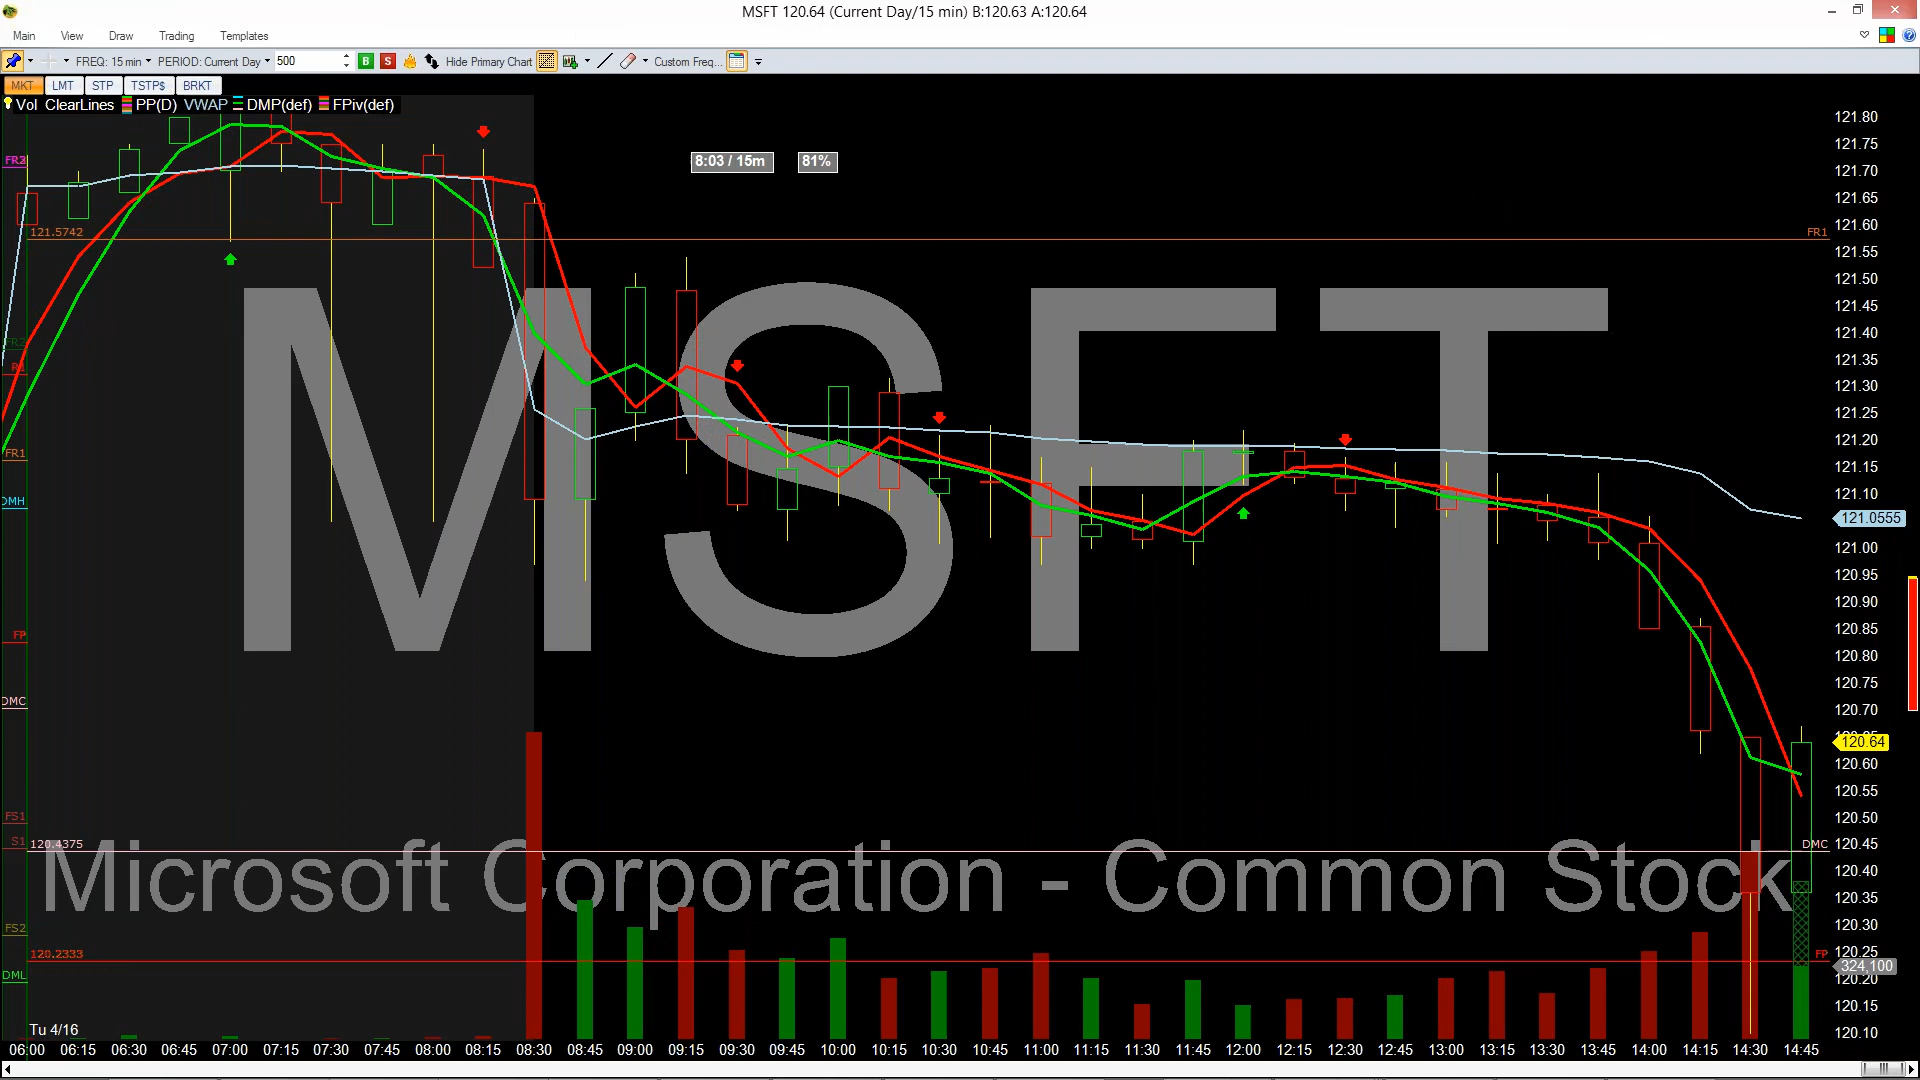 MSFT 120.64 (Current Day/15 min) B:120.63 A:120.64
Main View Draw Trading Templates
FREQ: 15 min PERIOD: Current Day 500 B S Hide Primary Chart Custom Freq...
MKT LMT STP TSTP$ BRKT
Vol ClearLines PP(D) VWAP DMP(def) FPiv(def)
121.80
121.75
8:03 / 15m 81%
FR2
121.70
121.65
121.60
121.5742 FR1
121.55
121.50
121.45
121.40
FR2
121.35
R1
121.30
121.25
121.20
FR1
121.15
121.10
DMH
121.0555
121.00
120.95
120.90
120.85
FP
120.80
120.75
DMC
120.70
120.64
120.60
120.55
FS1
120.50
S1 120.4375 DMC 120.45
120.40
120.35
FS2
120.30
120.2333 FP 120.25
324,100
DML
120.20
120.15
Tu 4/16 120.10
06:00 06:15 06:30 06:45 07:00 07:15 07:30 07:45 08:00 08:15 08:30 08:45 09:00 09:15 09:30 09:45 10:00 10:15 10:30 10:45 11:00 11:15 11:30 11:45 12:00 12:15 12:30 12:45 13:00 13:15 13:30 13:45 14:00 14:15 14:30 14:45
MSFT
Microsoft Corporation - Common Stock